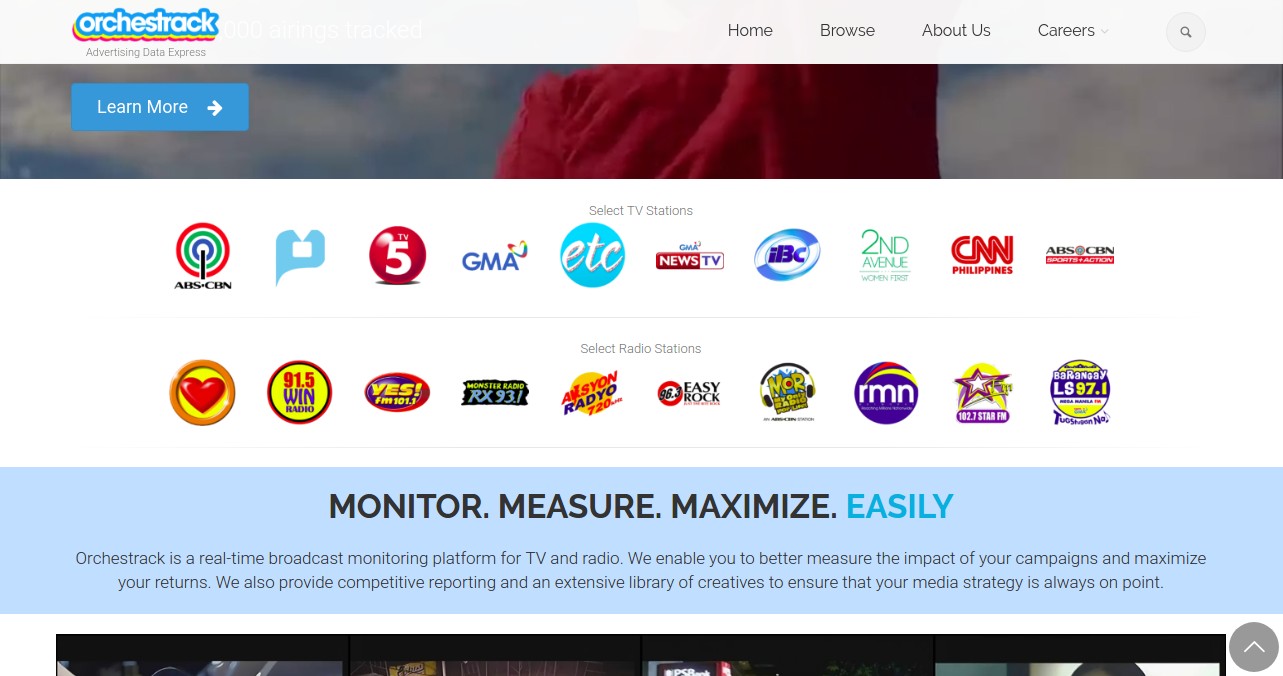 orchestrack
Advertising Data Express
000 airings tracked
Home
Browse
About Us
Careers
Learn More
Select TV Stations
ABS•CBN
TV
5
GMA
etc
GMA
NEWS TV
iBC
2ND
AVENUE
WOMEN FIRST
CNN
PHILIPPINES
ABS CBN
SPORTS+ACTION
Select Radio Stations
91.5
WIN
RADIO
YES!
FM 101.1
MONSTER RADIO
RX 93.1
AKSYON
RADYO
720
96.3 EASY
ROCK
MOR
rmn
102.7 STAR FM
BaRaNGaY
LS 97.1
MEGA MANILA FM
MONITOR. MEASURE. MAXIMIZE. EASILY
Orchestrack is a real-time broadcast monitoring platform for TV and radio. We enable you to better measure the impact of your campaigns and maximize
your returns. We also provide competitive reporting and an extensive library of creatives to ensure that your media strategy is always on point.
PSBank